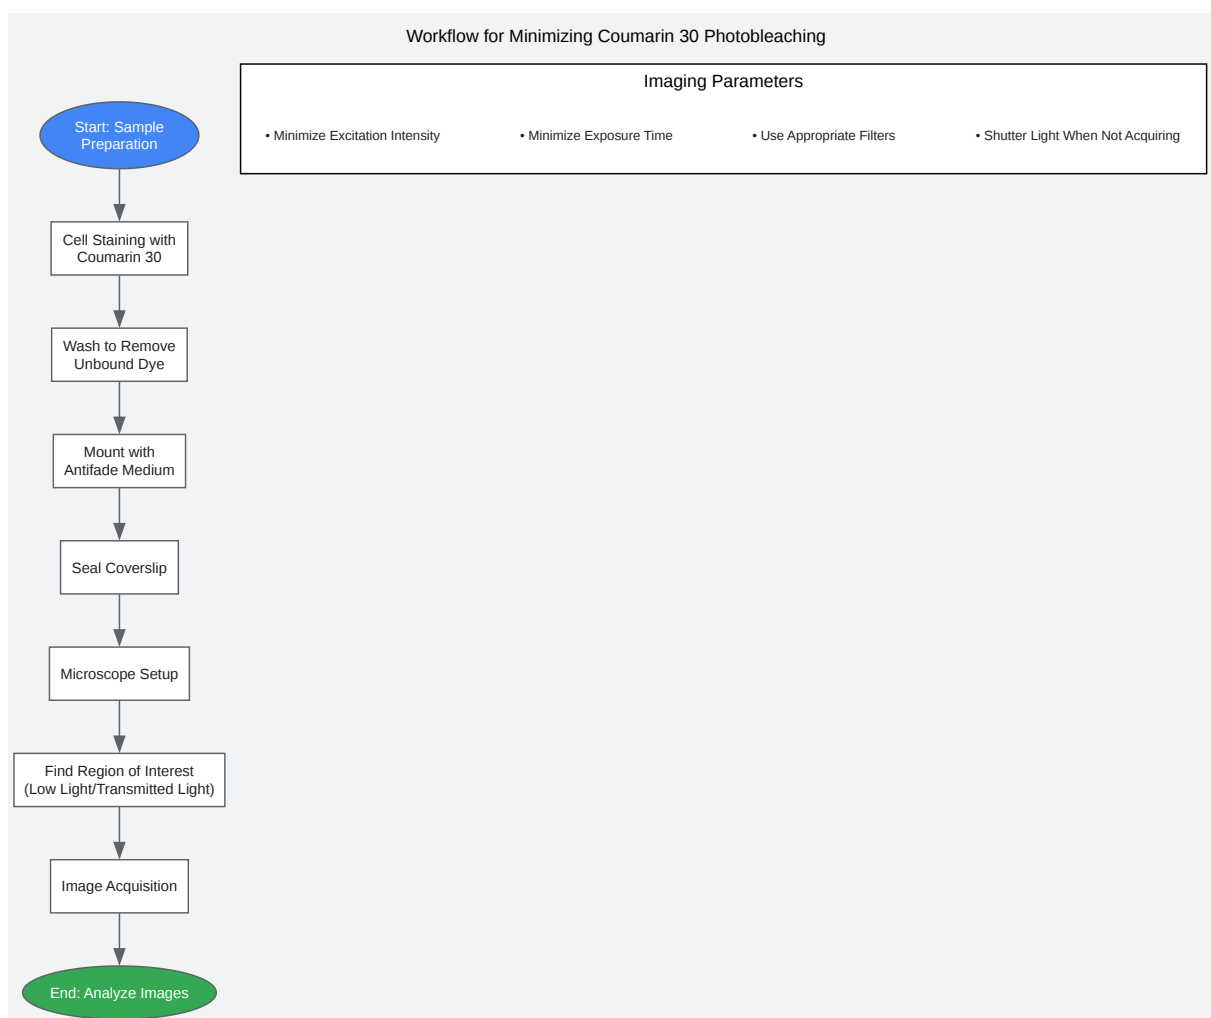 Workflow for Minimizing Coumarin 30 Photobleaching
Imaging Parameters
• Minimize Excitation Intensity
• Minimize Exposure Time
• Use Appropriate Filters
• Shutter Light When Not Acquiring
Start: Sample
Preparation
Cell Staining with
Coumarin 30
Wash to Remove
Unbound Dye
Mount with
Antifade Medium
Seal Coverslip
Microscope Setup
Find Region of Interest
(Low Light/Transmitted Light)
Image Acquisition
End: Analyze Images